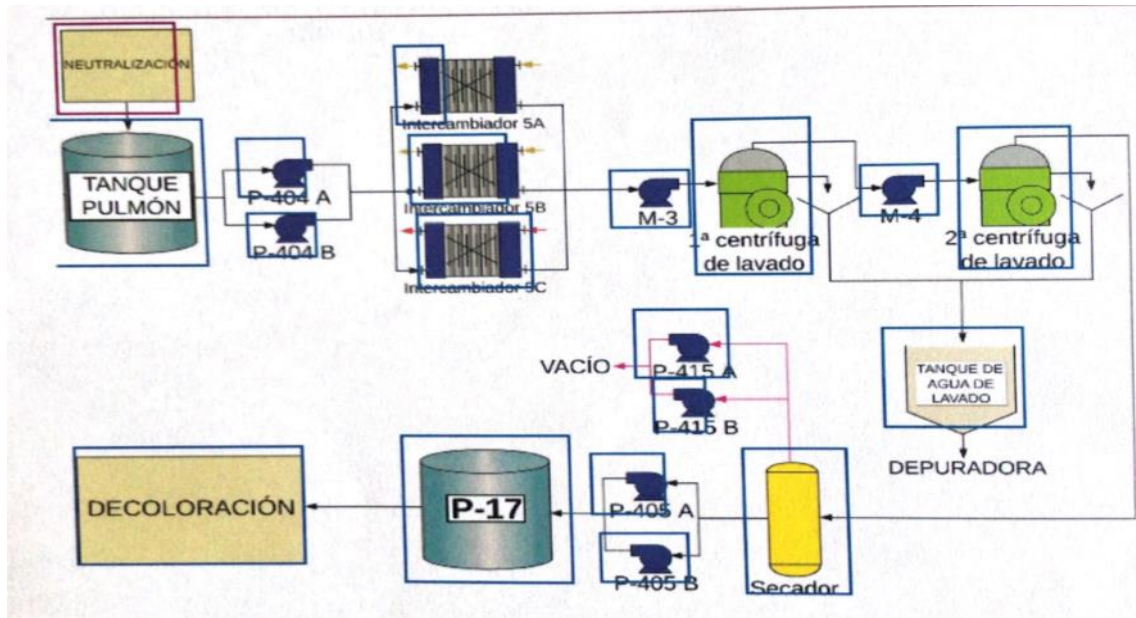 NEUTRALIZACIÓN
TANQUE
PULMÓN
P-404 A
P-404 B
Intercambiador 5A
Intercambiador 5B
Intercambiador 5C
M-3
1ª centrífuga
de lavado
M-4
2ª centrífuga
de lavado
TANQUE DE
AGUA DE
LAVADO
DEPURADORA
VACÍO
P-415 A
P-415 B
Secador
P-405 A
P-405 B
P-17
DECOLORACIÓN